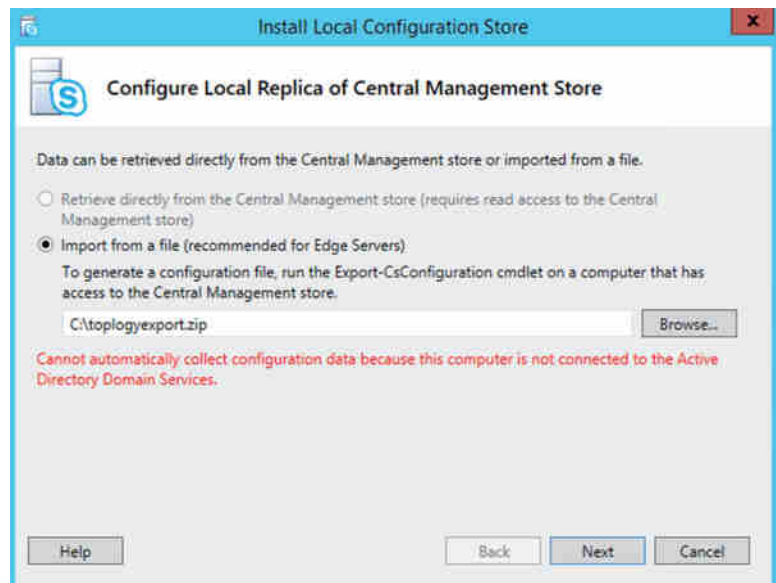 Install Local Configuration Store
x
S
Configure Local Replica of Central Management Store
Data can be retrieved directly from the Central Management store or imported from a file.
Retrieve directly from the Central Management store (requires read access to the Central
Management store)
Import from a file (recommended for Edge Servers)
To generate a configuration file, run the Export-CsConfiguration cmdlet on a computer that has
access to the Central Management store.
C:\toplogyexport.zip
Browse...
Cannot automatically collect configuration data because this computer is not connected to the Active
Directory Domain Services.
Help
Back
Next
Cancel